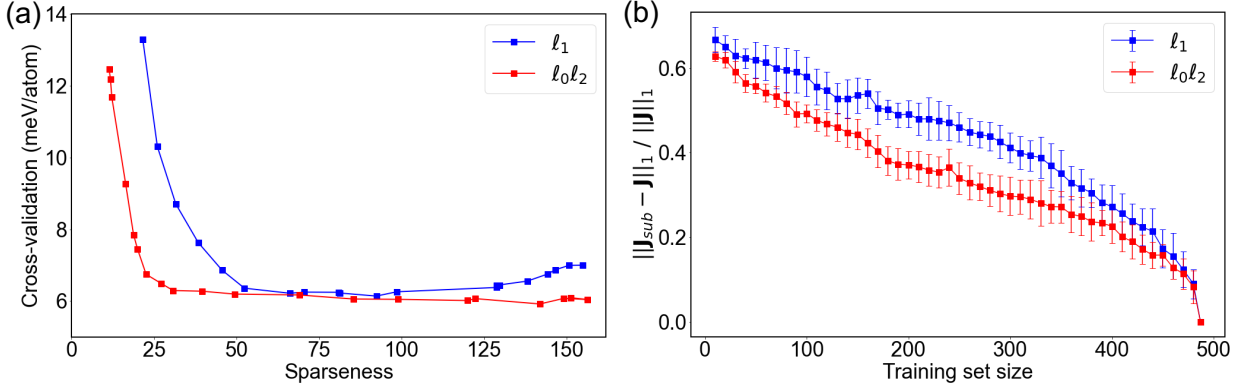 (a)
Cross-validation (meV/atom)
14
12
10
8
6
0
25
50
75
100
125
150
Sparseness
ℓ₁
ℓ₀ℓ₂
(b)
||J_sub − J||₁ / ||J||₁
0.6
0.4
0.2
0.0
0
100
200
300
400
500
Training set size
ℓ₁
ℓ₀ℓ₂